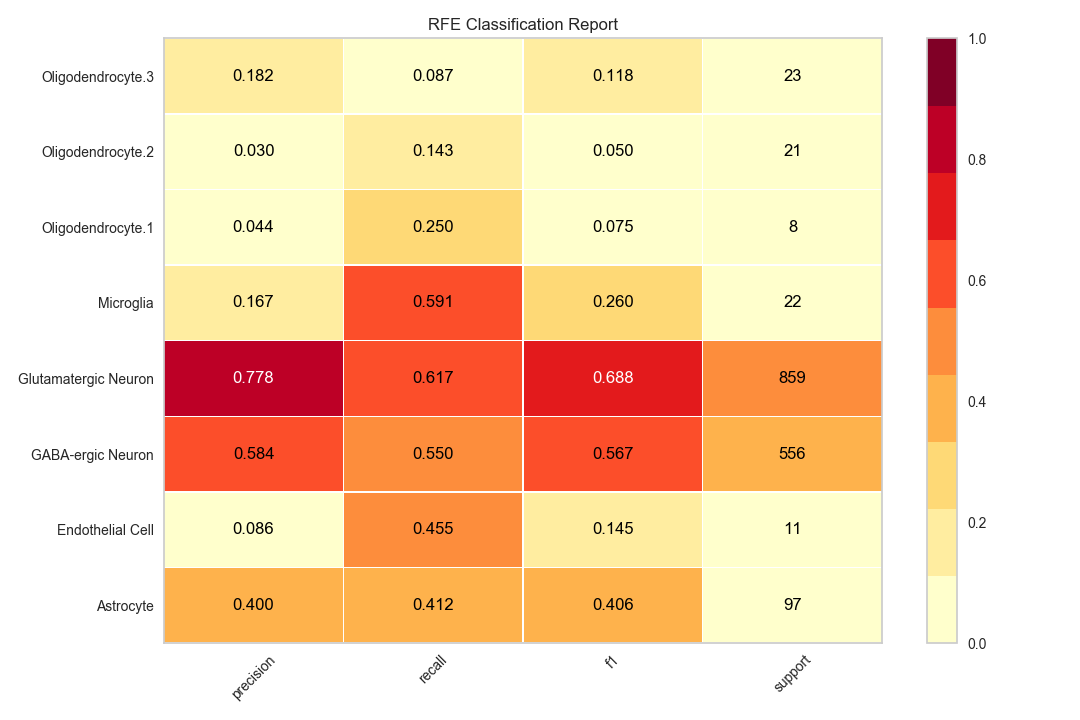 RFE Classification Report
Oligodendrocyte.3 0.182 0.087 0.118 23
Oligodendrocyte.2 0.030 0.143 0.050 21
Oligodendrocyte.1 0.044 0.250 0.075 8
Microglia 0.167 0.591 0.260 22
Glutamatergic Neuron 0.778 0.617 0.688 859
GABA-ergic Neuron 0.584 0.550 0.567 556
Endothelial Cell 0.086 0.455 0.145 11
Astrocyte 0.400 0.412 0.406 97
precision recall f1 support
1.0
0.8
0.6
0.4
0.2
0.0